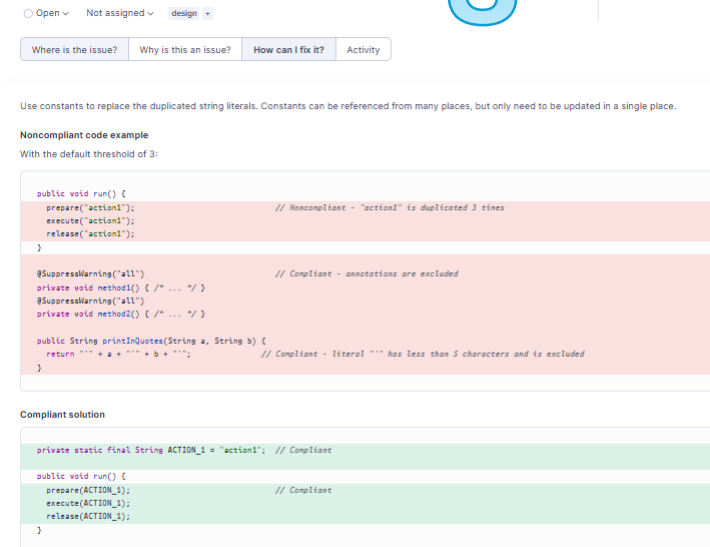 Open Not assigned design +
Where is the issue? Why is this an issue? How can I fix it? Activity
Use constants to replace the duplicated string literals. Constants can be referenced from many places, but only need to be updated in a single place.
Noncompliant code example
With the default threshold of 3:
public void run() {
prepare("action1"); // Noncompliant - "action1" is duplicated 3 times
execute("action1");
release("action1");
}
@SuppressWarning("all") // Compliant - annotations are excluded
private void method1() { /* ... */ }
@SuppressWarning("all")
private void method2() { /* ... */ }
public String printInQuotes(String a, String b) {
return "'" + a + "'" + b + "'"; // Compliant - literal "'" has less than 5 characters and is excluded
}
Compliant solution
private static final String ACTION_1 = "action1"; // Compliant
public void run() {
prepare(ACTION_1); // Compliant
execute(ACTION_1);
release(ACTION_1);
}